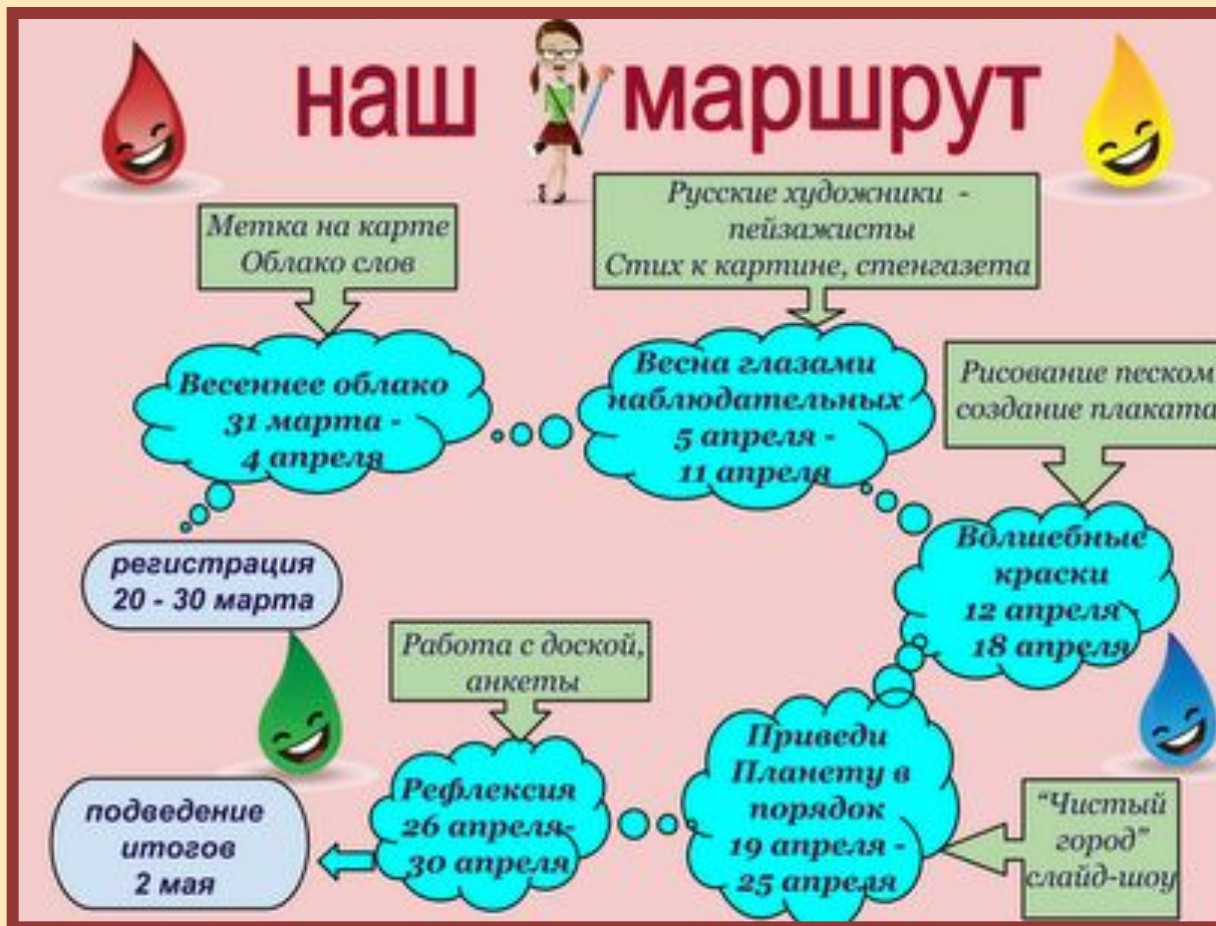 наш маршрут
Метка на карте
Облако слов
Русские художники -
пейзажисты
Стих к картине, стенгазета
Весеннее облако
31 марта -
4 апреля
Весна глазами
наблюдательных
5 апреля -
11 апреля
Рисование песком
создание плаката
Волшебные
краски
12 апреля -
18 апреля
регистрация
20 - 30 марта
Работа с доской,
анкеты
Приведи
Планету в
порядок
19 апреля -
25 апреля
"Чистый
город"
слайд-шоу
Рефлексия
26 апреля-
30 апреля
подведение
итогов
2 мая